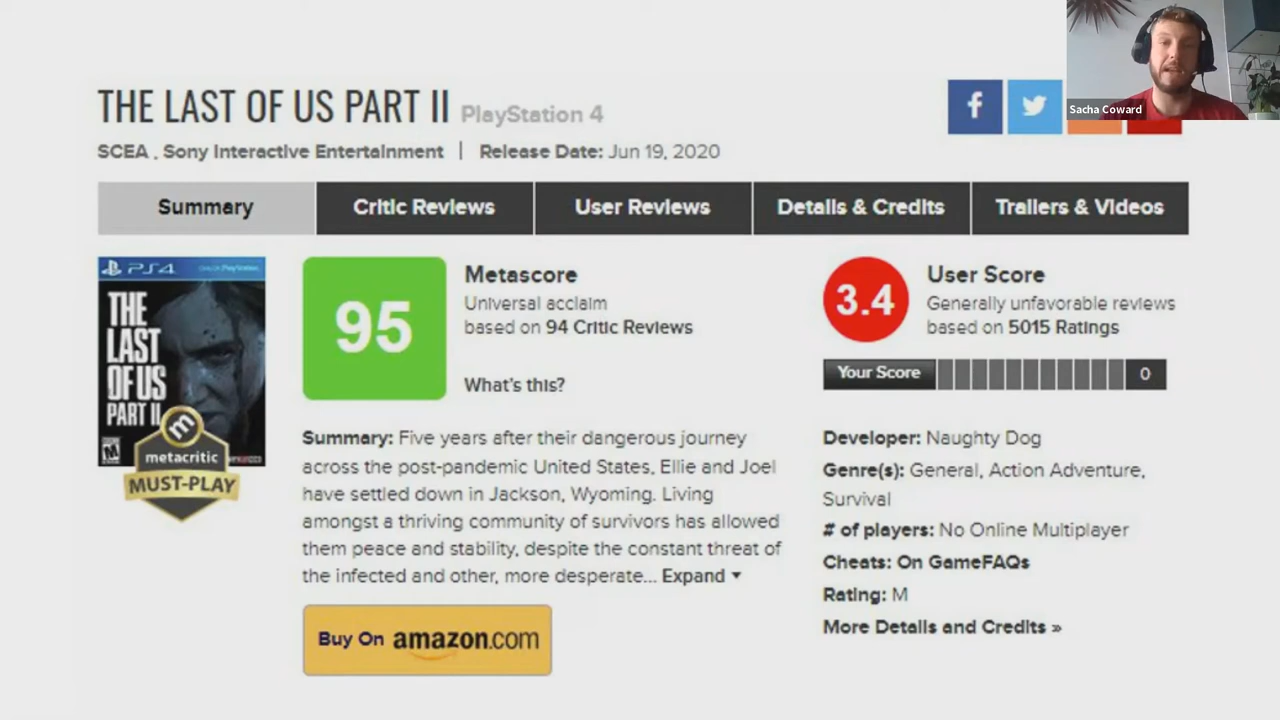 THE LAST OF US PART II PlayStation 4
SCEA , Sony Interactive Entertainment | Release Date: Jun 19, 2020
f
Sacha Coward
Summary
Critic Reviews
User Reviews
Details & Credits
Trailers & Videos
PS4
THE
LAST
OF US
PART II
M
m
metacritic
MUST-PLAY
95
Metascore
Universal acclaim
based on 94 Critic Reviews
What's this?
Summary: Five years after their dangerous journey
across the post-pandemic United States, Ellie and Joel
have settled down in Jackson, Wyoming. Living
amongst a thriving community of survivors has allowed
them peace and stability, despite the constant threat of
the infected and other, more desperate... Expand
Buy On amazon.com
3.4
User Score
Generally unfavorable reviews
based on 5015 Ratings
Your Score
0
Developer: Naughty Dog
Genre(s): General, Action Adventure,
Survival
# of players: No Online Multiplayer
Cheats: On GameFAQs
Rating: M
More Details and Credits »